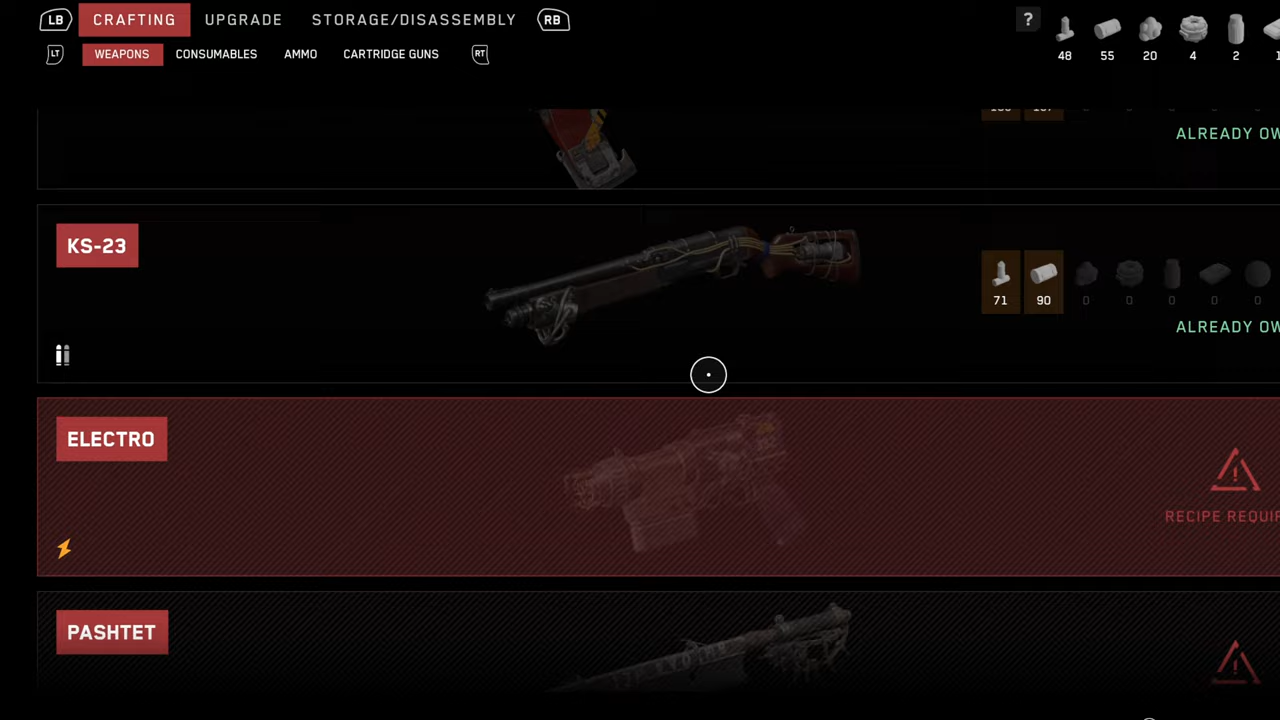 LB CRAFTING UPGRADE STORAGE/DISASSEMBLY RB ?
LT WEAPONS CONSUMABLES AMMO CARTRIDGE GUNS RT
48 55 20 4 2
ALREADY OW
KS-23
71 90 0 0 0 0 0
ALREADY OW
ELECTRO
RECIPE REQUI
PASHTET